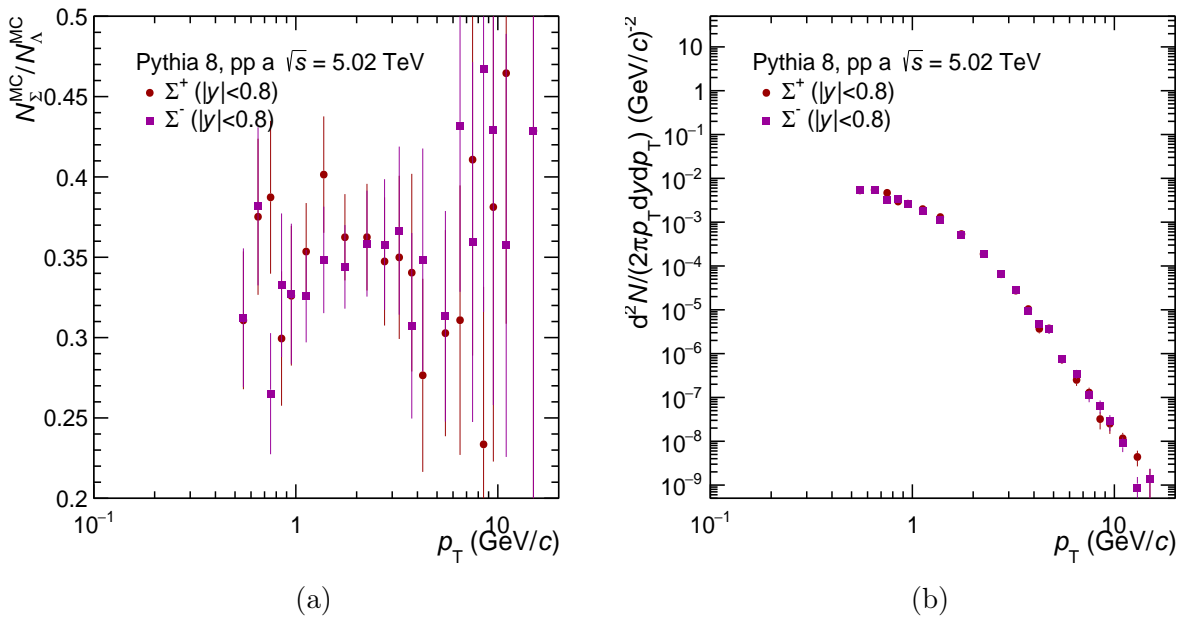 N_Σ^MC/N_Λ^MC
0.5
0.45
0.4
0.35
0.3
0.25
0.2
Pythia 8, pp a √s = 5.02 TeV
Σ⁺ (|y|<0.8)
Σ⁻ (|y|<0.8)
10⁻¹ 1 10
p_T (GeV/c)
(a)
d²N/(2πp_T dydp_T) (GeV/c)⁻²
10
1
10⁻¹
10⁻²
10⁻³
10⁻⁴
10⁻⁵
10⁻⁶
10⁻⁷
10⁻⁸
10⁻⁹
Pythia 8, pp a √s = 5.02 TeV
Σ⁺ (|y|<0.8)
Σ⁻ (|y|<0.8)
10⁻¹ 1 10
p_T (GeV/c)
(b)